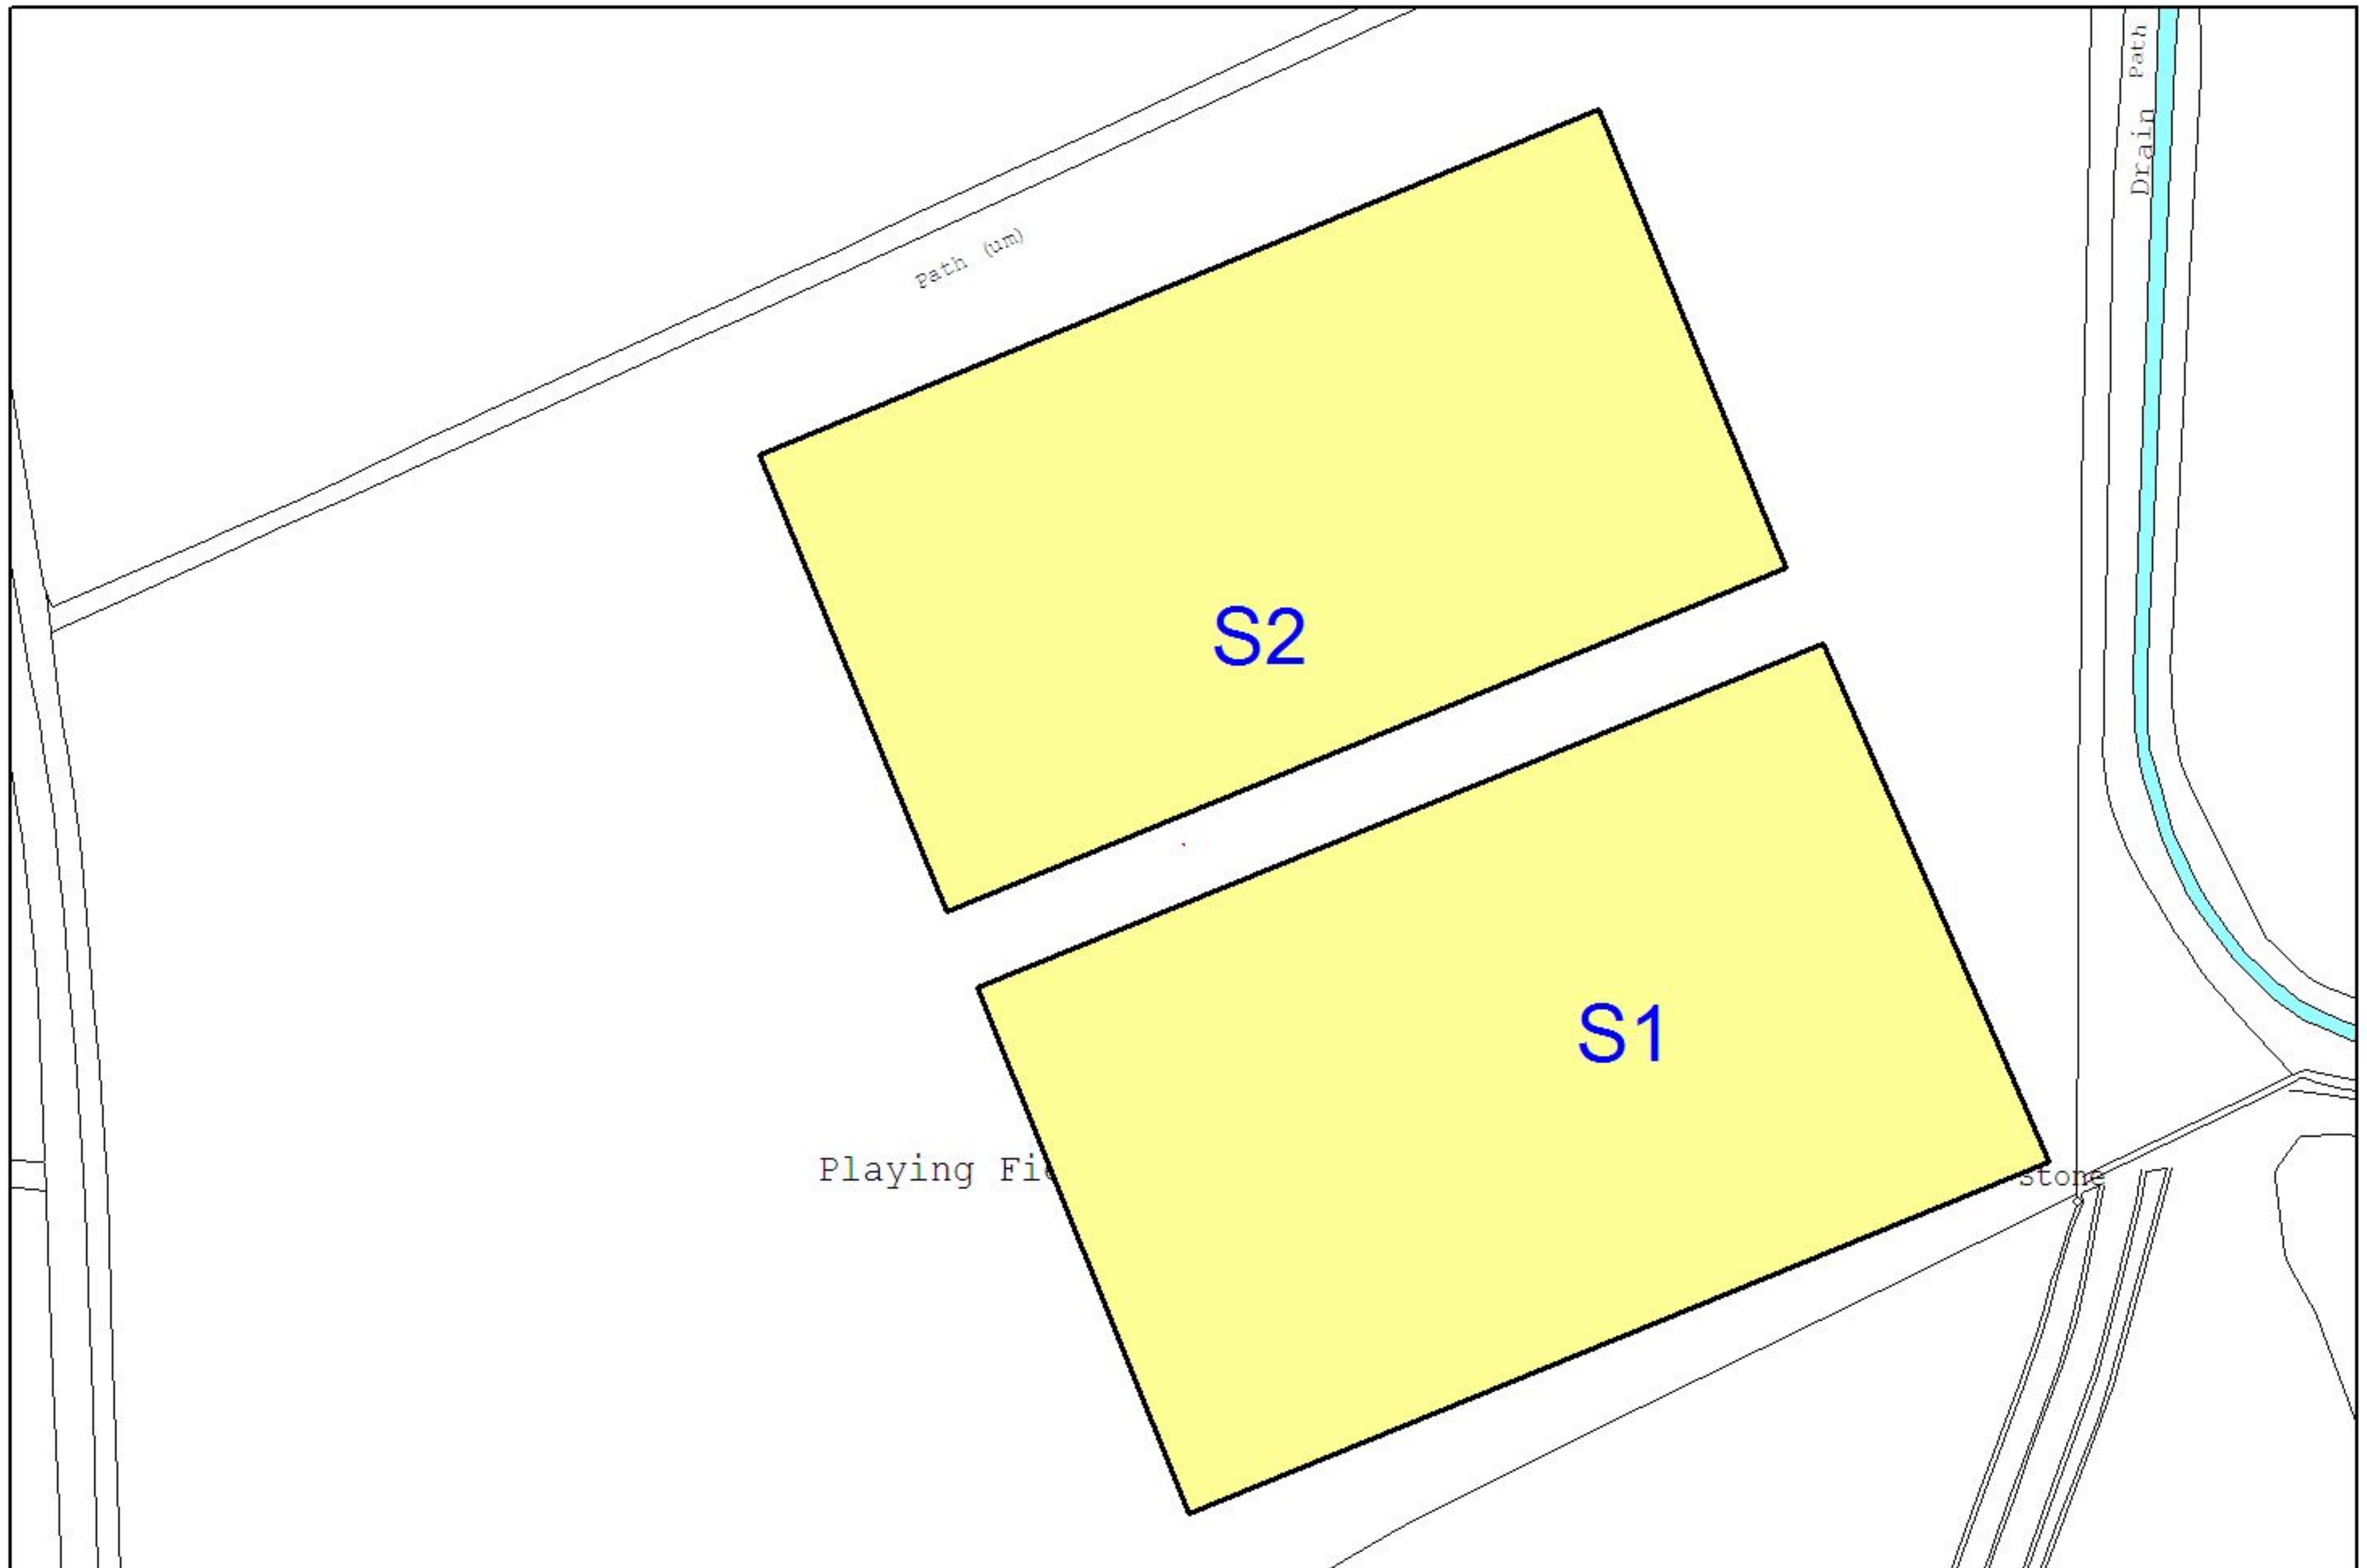 Path
Drain
Path (um)
S2
S1
Playing Fi
stone